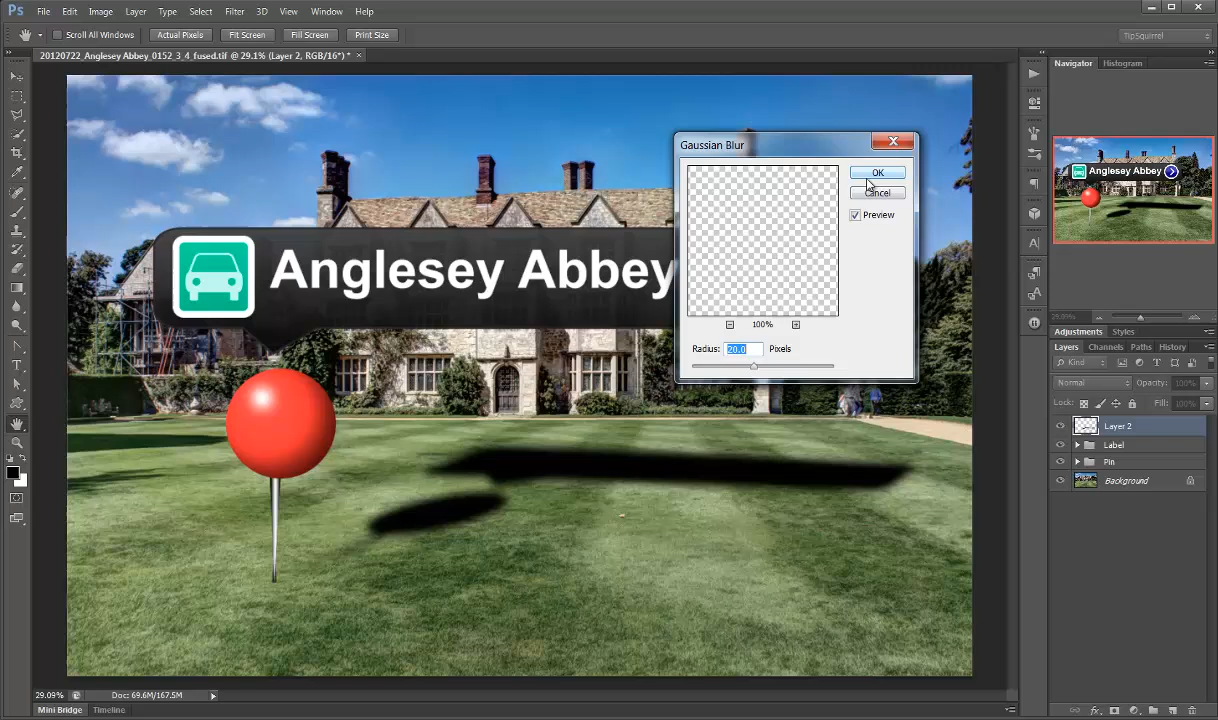 Ps File Edit Image Layer Type Select Filter 3D View Window Help
Scroll All Windows Actual Pixels Fit Screen Fill Screen Print Size TipSquirrel
20120722_Anglesey Abbey_0152_3_4_fused.tif @ 29.1% (Layer 2, RGB/16*) *
Navigator Histogram
Gaussian Blur
OK
Cancel
Preview
100%
Radius: 20.0 Pixels
Anglesey Abbey
Anglesey Abbey
29.09%
Adjustments Styles
Layers Channels Paths History
Kind
Normal Opacity: 100%
Lock: Fill: 100%
Layer 2
Label
Pin
Background
29.09% Doc: 69.6M/167.5M
Mini Bridge Timeline